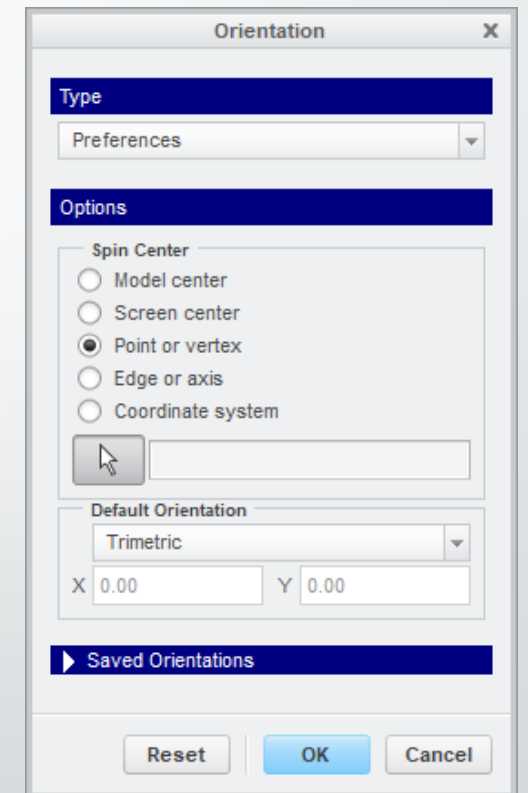 Orientation
Type
Preferences
Options
Spin Center
Model center
Screen center
Point or vertex
Edge or axis
Coordinate system
Default Orientation
Trimetric
X 0.00 Y 0.00
Saved Orientations
Reset OK Cancel